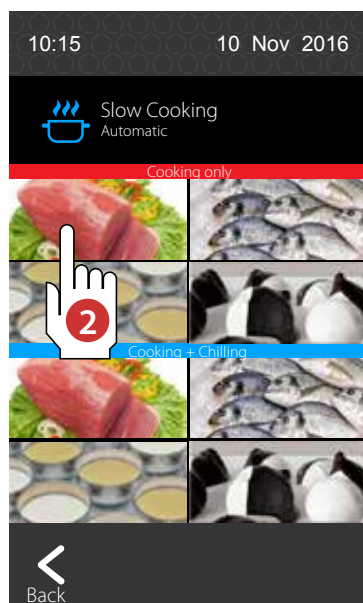 10:15 10 Nov 2016
Slow Cooking
Automatic
Cooking only
2
Cooking + Chilling
Back